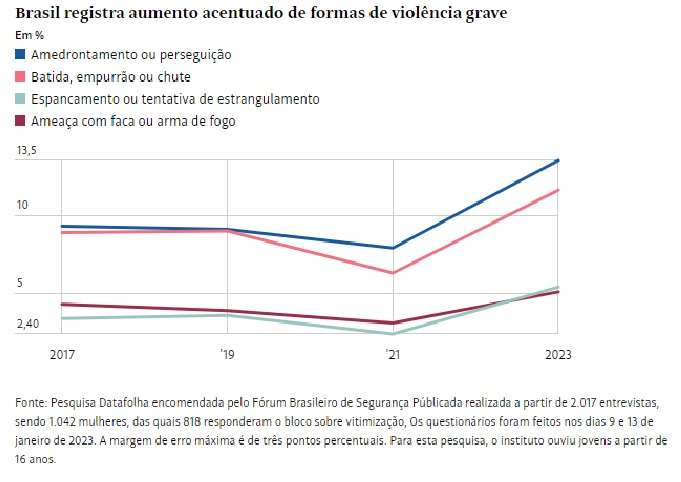 Brasil registra aumento acentuado de formas de violência grave
Em %
Amedrontamento ou perseguição
Batida, empurrão ou chute
Espancamento ou tentativa de estrangulamento
Ameaça com faca ou arma de fogo
13,5
10
5
2,40
2017
'19
'21
2023
Fonte: Pesquisa Datafolha encomendada pelo Fórum Brasileiro de Segurança Públicada realizada a partir de 2.017 entrevistas,
sendo 1.042 mulheres, das quais 818 responderam o bloco sobre vitimização, Os questionários foram feitos nos dias 9 e 13 de
janeiro de 2023. A margem de erro máxima é de três pontos percentuais. Para esta pesquisa, o instituto ouviu jovens a partir de
16 anos.